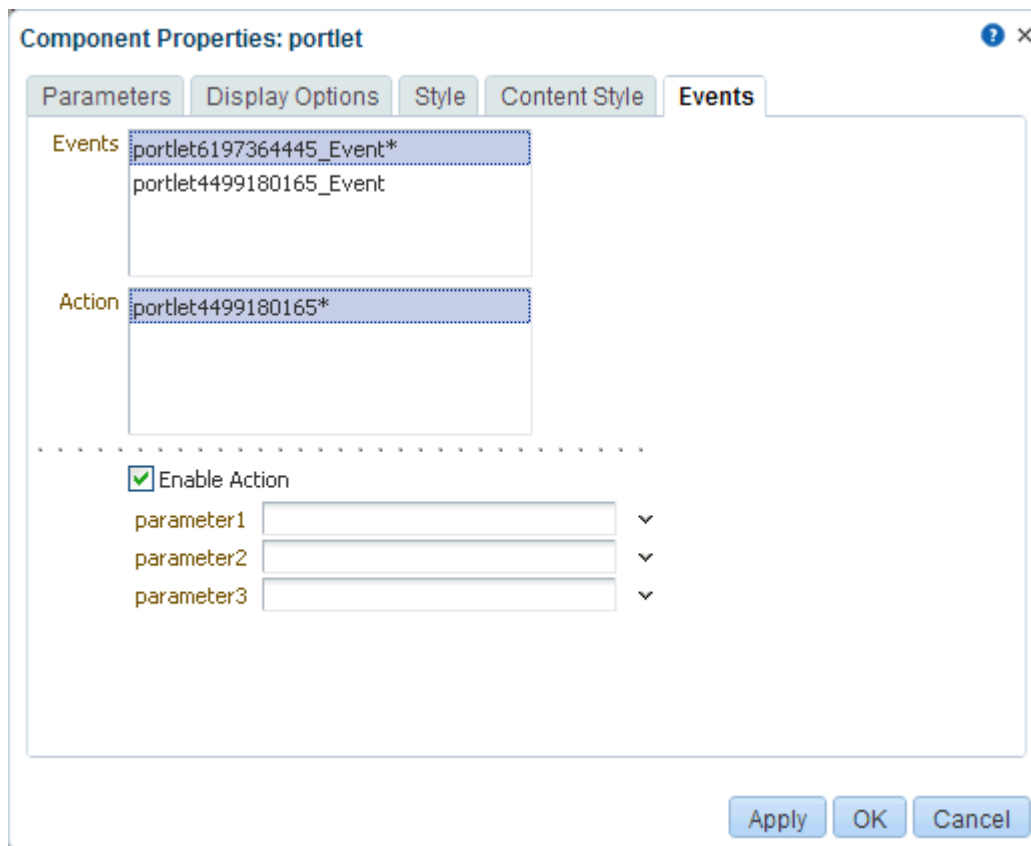 Component Properties: portlet
Parameters Display Options Style Content Style Events
Events portlet6197364445_Event*
portlet4499180165_Event
Action portlet4499180165*
Enable Action
parameter1
parameter2
parameter3
Apply OK Cancel